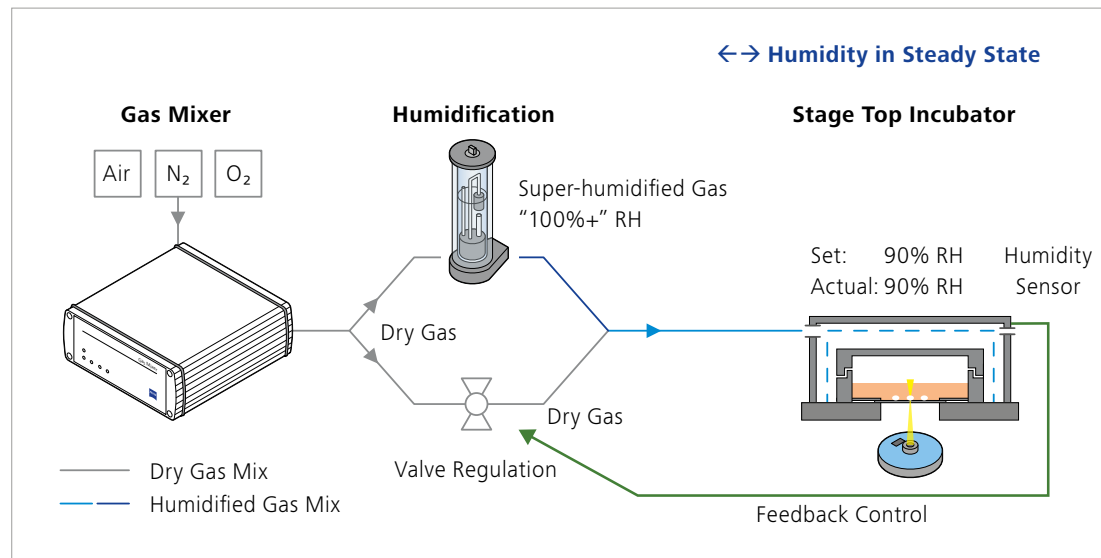 ←→ Humidity in Steady State
Gas Mixer
Humidification
Stage Top Incubator
Air
N₂
O₂
Super-humidified Gas
“100%+” RH
Set: 90% RH
Actual: 90% RH
Humidity
Sensor
Dry Gas
Dry Gas
Valve Regulation
Feedback Control
Dry Gas Mix
Humidified Gas Mix